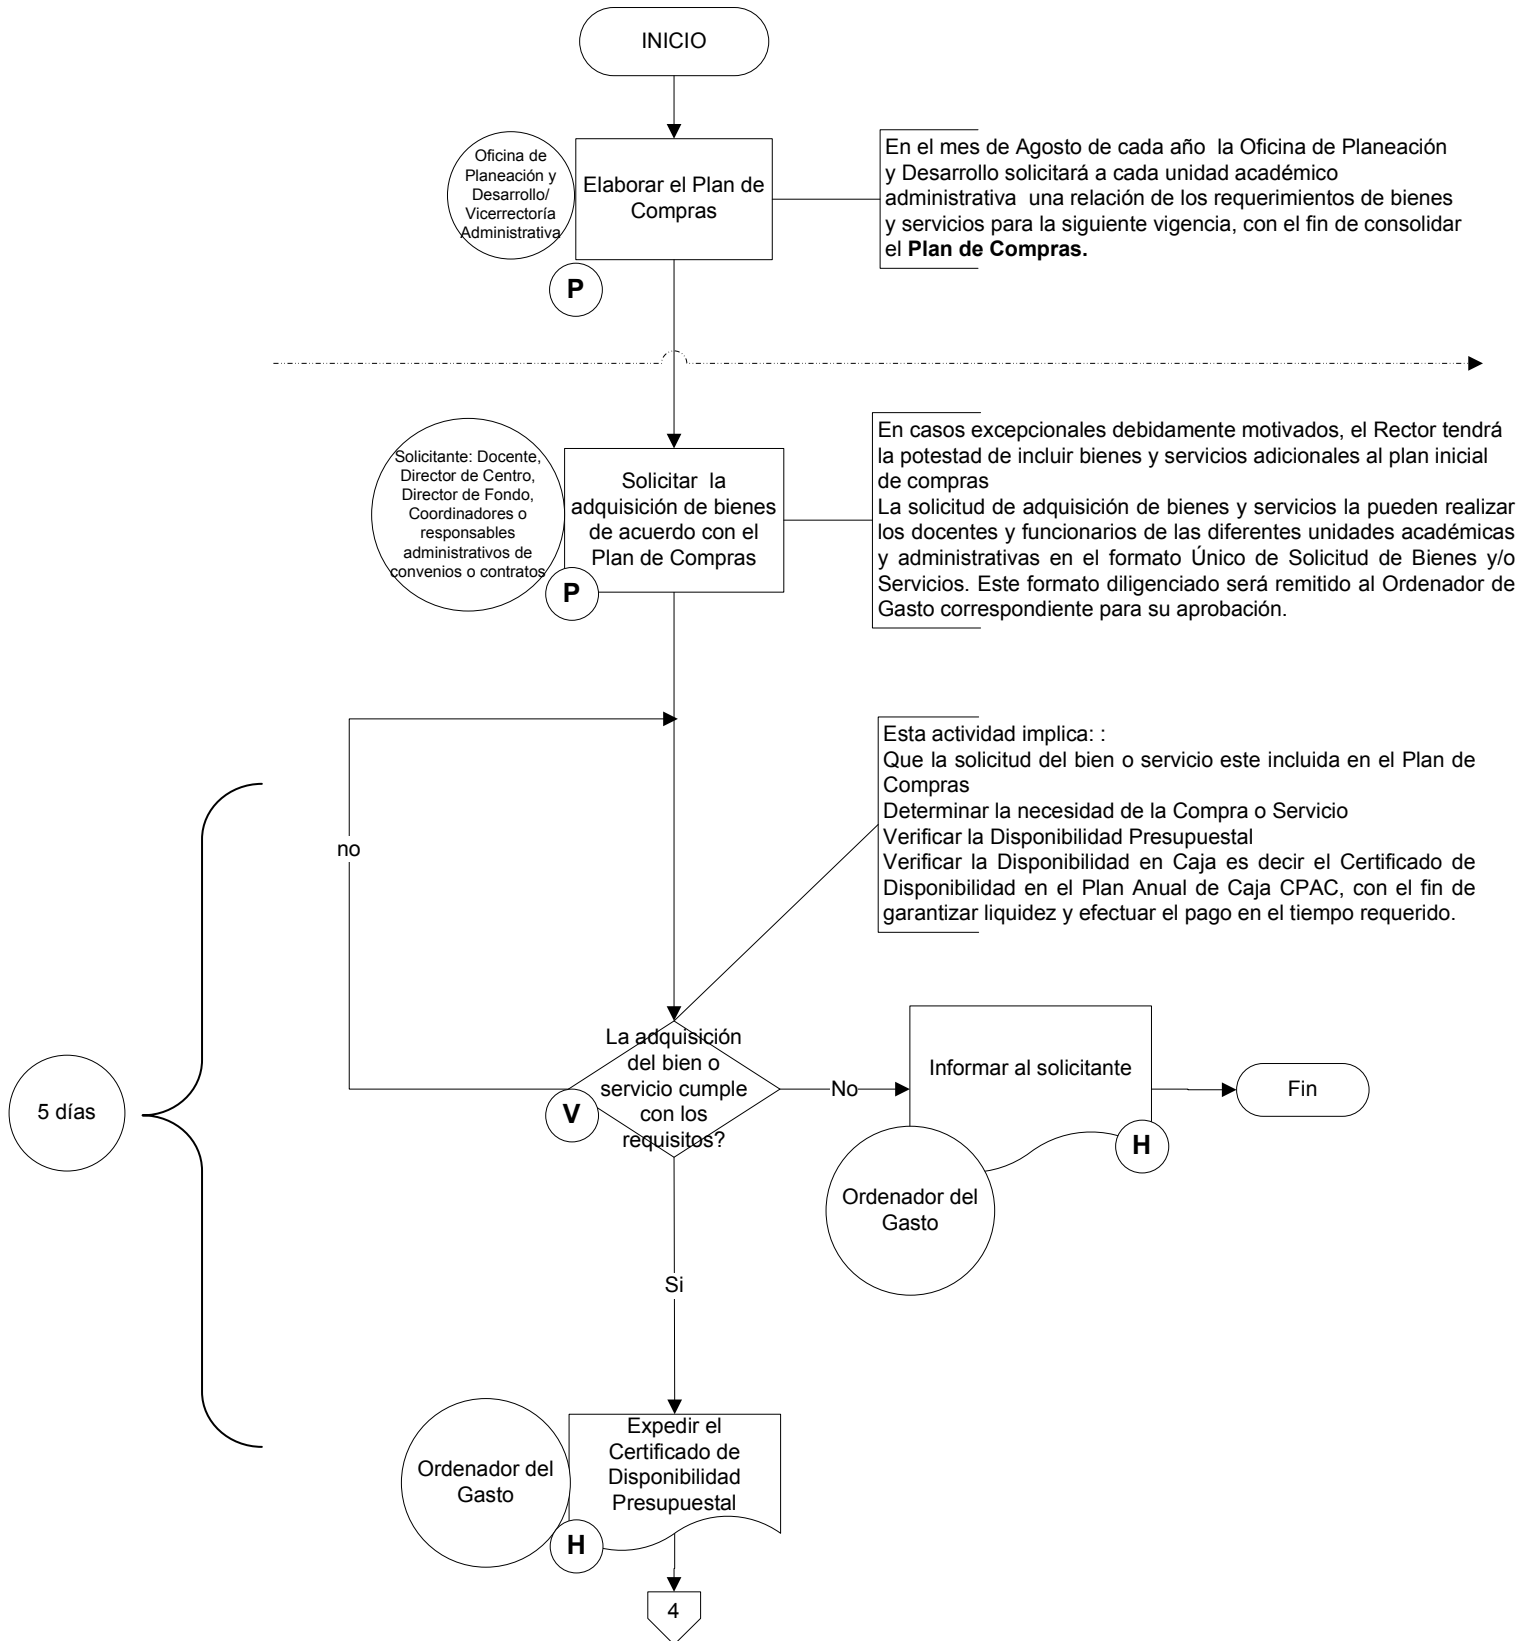 INICIO
Oficina de
Planeación y
Desarrollo/
Vicerrectoría
Administrativa
Elaborar el Plan de
Compras
P
En el mes de Agosto de cada año la Oficina de Planeación
y Desarrollo solicitará a cada unidad académico
administrativa una relación de los requerimientos de bienes
y servicios para la siguiente vigencia, con el fin de consolidar
el Plan de Compras.
Solicitante: Docente,
Director de Centro,
Director de Fondo,
Coordinadores o
responsables
administrativos de
convenios o contratos
Solicitar la
adquisición de bienes
de acuerdo con el
Plan de Compras
P
En casos excepcionales debidamente motivados, el Rector tendrá
la potestad de incluir bienes y servicios adicionales al plan inicial
de compras
La solicitud de adquisición de bienes y servicios la pueden realizar
los docentes y funcionarios de las diferentes unidades académicas
y administrativas en el formato Único de Solicitud de Bienes y/o
Servicios. Este formato diligenciado será remitido al Ordenador de
Gasto correspondiente para su aprobación.
Esta actividad implica: :
Que la solicitud del bien o servicio este incluida en el Plan de
Compras
Determinar la necesidad de la Compra o Servicio
Verificar la Disponibilidad Presupuestal
Verificar la Disponibilidad en Caja es decir el Certificado de
Disponibilidad en el Plan Anual de Caja CPAC, con el fin de
garantizar liquidez y efectuar el pago en el tiempo requerido.
no
5 días
La adquisición
del bien o
servicio cumple
con los
requisitos?
V
No
Informar al solicitante
H
Ordenador del
Gasto
Fin
Si
Ordenador del
Gasto
Expedir el
Certificado de
Disponibilidad
Presupuestal
H
4